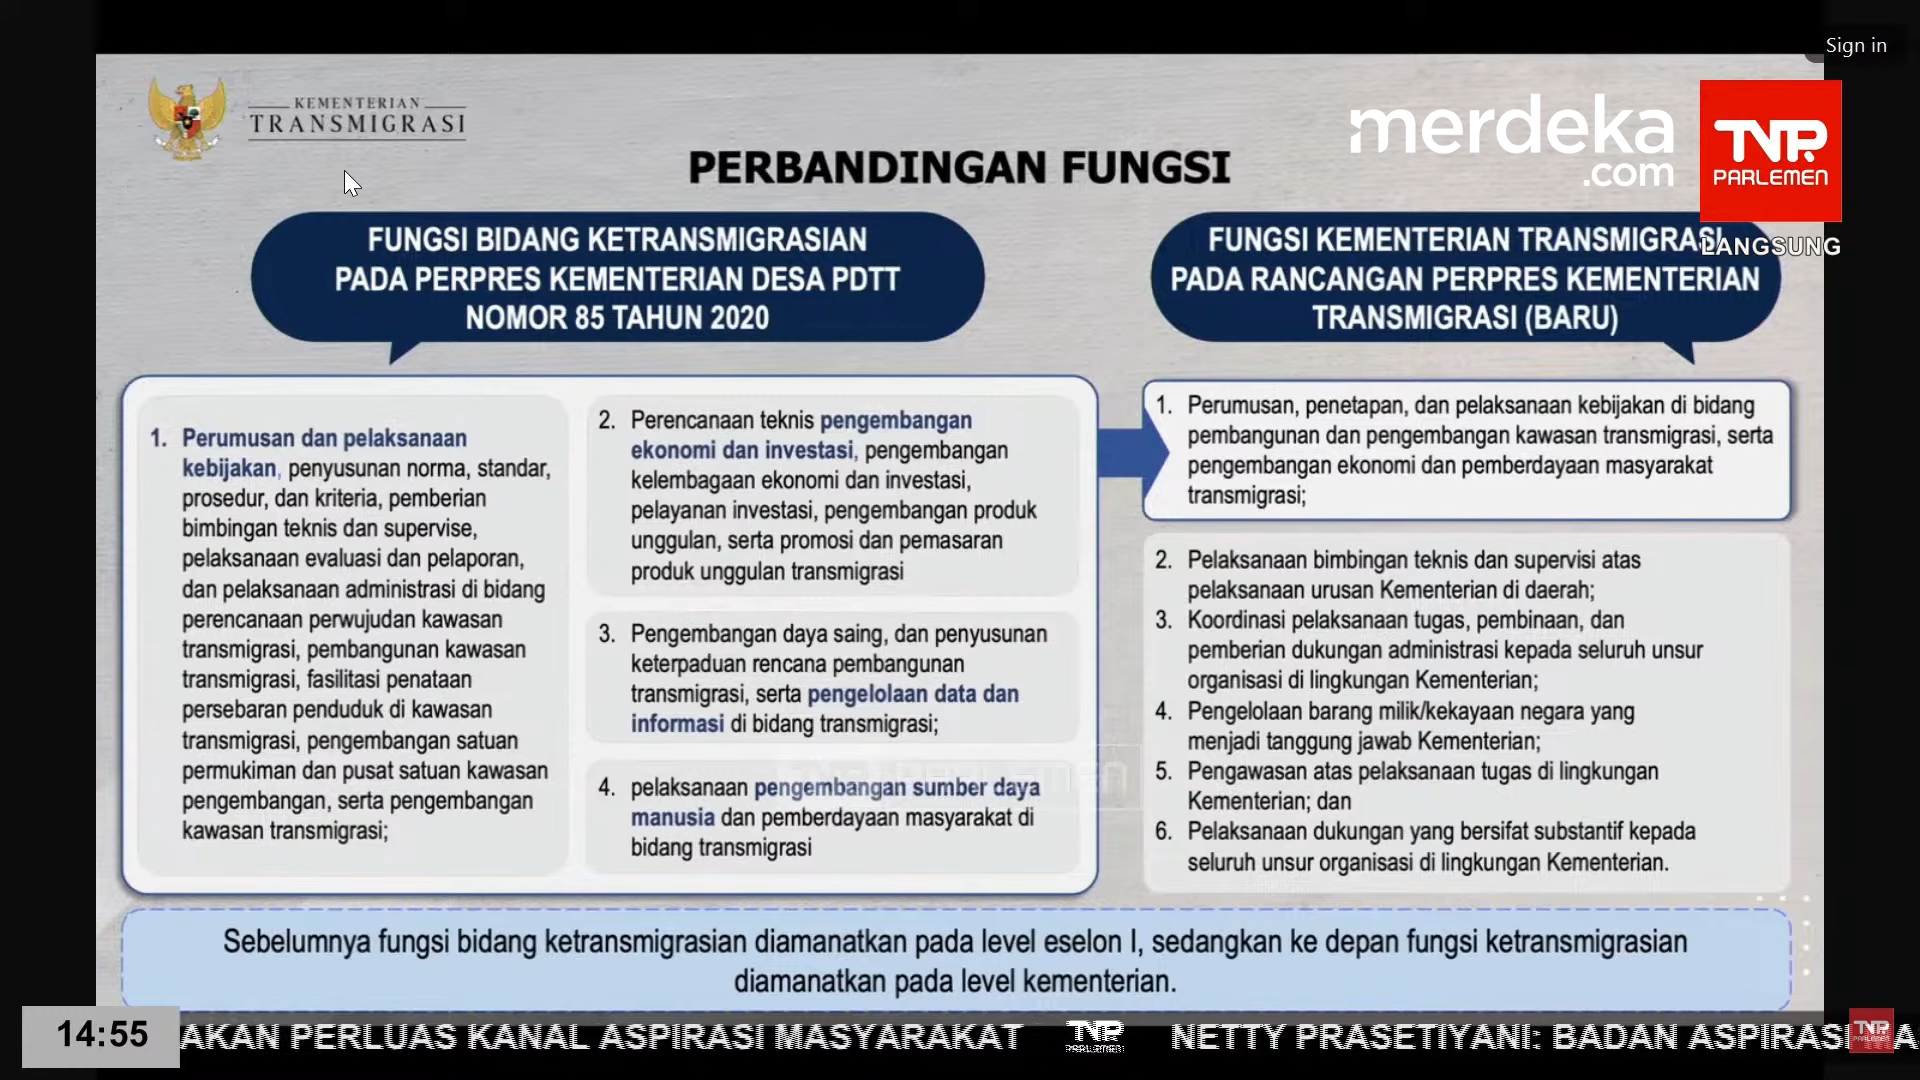 Sign in
KEMENTERIAN
TRANSMIGRASI
merdeka
.com
TVP.
PARLEMEN
LANGSUNG
PERBANDINGAN FUNGSI
FUNGSI BIDANG KETRANSMIGRASIAN
PADA PERPRES KEMENTERIAN DESA PDTT
NOMOR 85 TAHUN 2020
1. Perumusan dan pelaksanaan
kebijakan, penyusunan norma, standar,
prosedur, dan kriteria, pemberian
bimbingan teknis dan supervise,
pelaksanaan evaluasi dan pelaporan,
dan pelaksanaan administrasi di bidang
perencanaan perwujudan kawasan
transmigrasi, pembangunan kawasan
transmigrasi, fasilitasi penataan
persebaran penduduk di kawasan
transmigrasi, pengembangan satuan
permukiman dan pusat satuan kawasan
pengembangan, serta pengembangan
kawasan transmigrasi;
2. Perencanaan teknis pengembangan
ekonomi dan investasi, pengembangan
kelembagaan ekonomi dan investasi,
pelayanan investasi, pengembangan produk
unggulan, serta promosi dan pemasaran
produk unggulan transmigrasi
3. Pengembangan daya saing, dan penyusunan
keterpaduan rencana pembangunan
transmigrasi, serta pengelolaan data dan
informasi di bidang transmigrasi;
4. pelaksanaan pengembangan sumber daya
manusia dan pemberdayaan masyarakat di
bidang transmigrasi
FUNGSI KEMENTERIAN TRANSMIGRASI
PADA RANCANGAN PERPRES KEMENTERIAN
TRANSMIGRASI (BARU)
1. Perumusan, penetapan, dan pelaksanaan kebijakan di bidang
pembangunan dan pengembangan kawasan transmigrasi, serta
pengembangan ekonomi dan pemberdayaan masyarakat
transmigrasi;
2. Pelaksanaan bimbingan teknis dan supervisi atas
pelaksanaan urusan Kementerian di daerah;
3. Koordinasi pelaksanaan tugas, pembinaan, dan
pemberian dukungan administrasi kepada seluruh unsur
organisasi di lingkungan Kementerian;
4. Pengelolaan barang milik/kekayaan negara yang
menjadi tanggung jawab Kementerian;
5. Pengawasan atas pelaksanaan tugas di lingkungan
Kementerian; dan
6. Pelaksanaan dukungan yang bersifat substantif kepada
seluruh unsur organisasi di lingkungan Kementerian.
Sebelumnya fungsi bidang ketransmigrasian diamanatkan pada level eselon I, sedangkan ke depan fungsi ketransmigrasian
diamanatkan pada level kementerian.
14:55 AKAN PERLUAS KANAL ASPIRASI MASYARAKAT TVP PARLEMEN NETTY PRASETIYANI: BADAN ASPIRASI
TVP
PARLEMEN